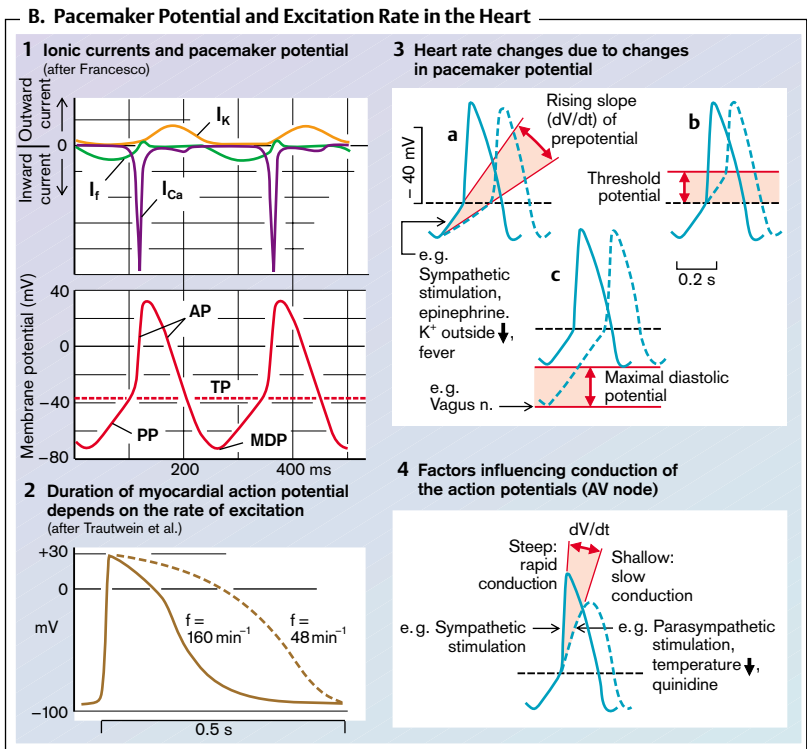 B. Pacemaker Potential and Excitation Rate in the Heart
1 Ionic currents and pacemaker potential
(after Francesco)
Outward
current
0
Inward
current
I_K
I_f
I_Ca
Membrane potential (mV)
40
0
−40
−80
AP
TP
PP
MDP
200
400 ms
2 Duration of myocardial action potential
depends on the rate of excitation
(after Trautwein et al.)
+30
0
mV
−100
f =
160 min⁻¹
f =
48 min⁻¹
0.5 s
3 Heart rate changes due to changes
in pacemaker potential
a
− 40 mV
Rising slope
(dV/dt) of
prepotential
e.g.
Sympathetic
stimulation,
epinephrine.
K⁺ outside ↓,
fever
b
Threshold
potential
0.2 s
c
Maximal diastolic
potential
e.g.
Vagus n.
4 Factors influencing conduction of
the action potentials (AV node)
dV/dt
Steep:
rapid
conduction
Shallow:
slow
conduction
e.g. Sympathetic
stimulation
e.g. Parasympathetic
stimulation,
temperature ↓,
quinidine